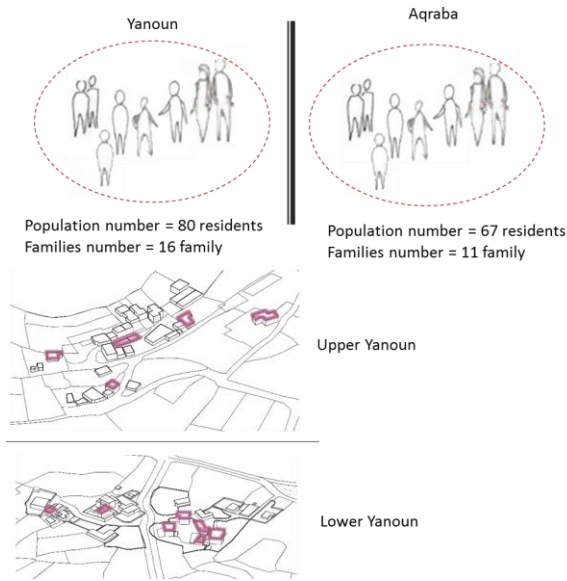 Yanoun
Aqraba
Population number = 80 residents
Families number = 16 family
Population number = 67 residents
Families number = 11 family
Upper Yanoun
Lower Yanoun